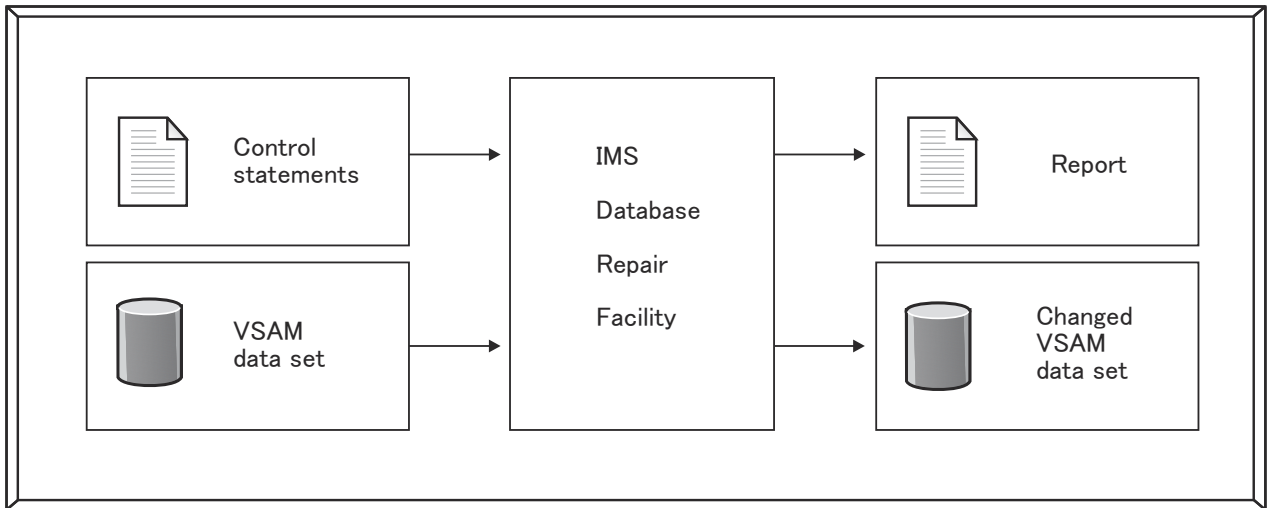 Control
statements
VSAM
data set
IMS
Database
Repair
Facility
Report
Changed
VSAM
data set